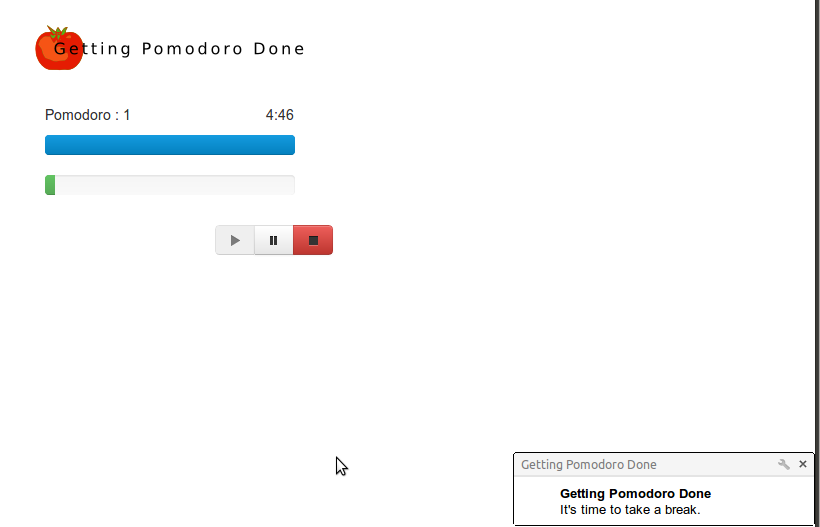 Getting Pomodoro Done
Pomodoro : 1 4:46
Getting Pomodoro Done
Getting Pomodoro Done
It's time to take a break.